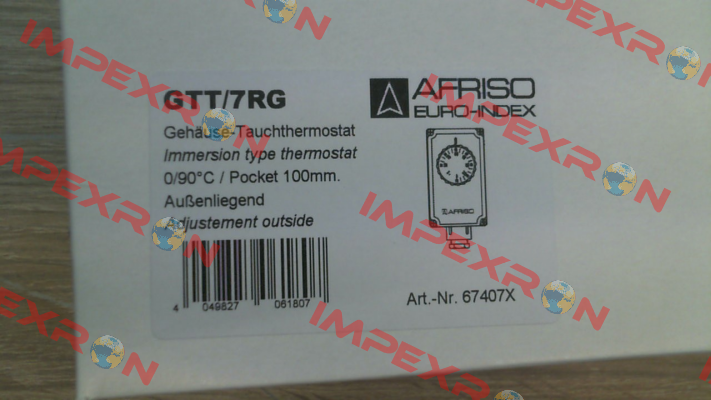 GTT/7RG
Gehäuse-Tauchthermostat
Immersion type thermostat
0/90°C / Pocket 100mm.
Außenliegend
Adjustement outside
4 049827 061807
AFRISO
EURO-INDEX
AFRISO
Art.-Nr. 67407X
IMPEXRON
IMPEXRON
IMPEXRON
IMPEXRON
IMPEXRON
IMPEXRON
IMPEXRON